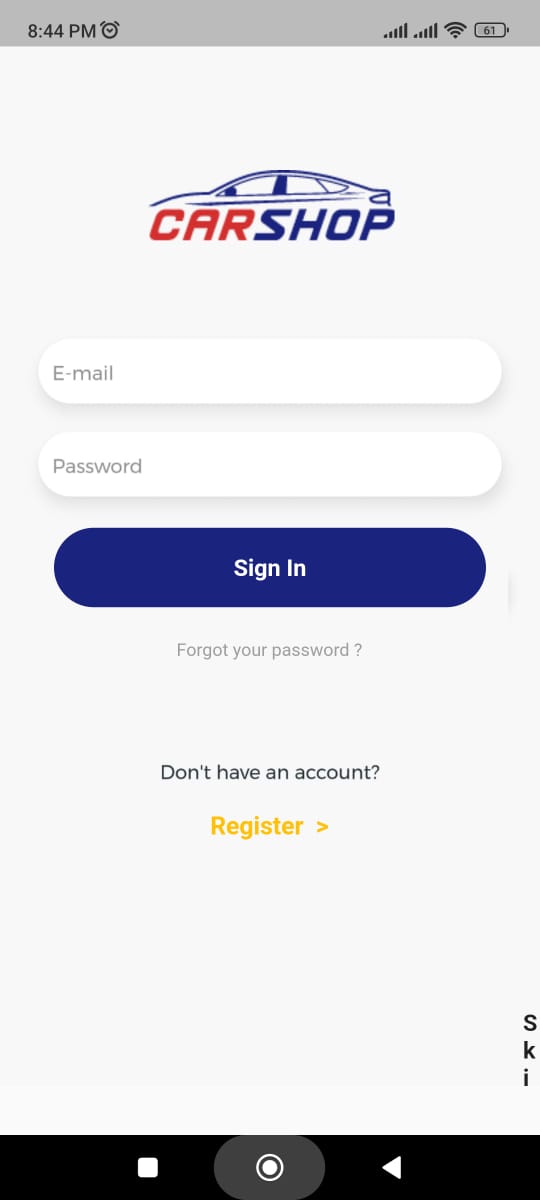 8:44 PM
61
CARSHOP
E-mail
Password
Sign In
Forgot your password ?
Don't have an account?
Register >
S
k
i